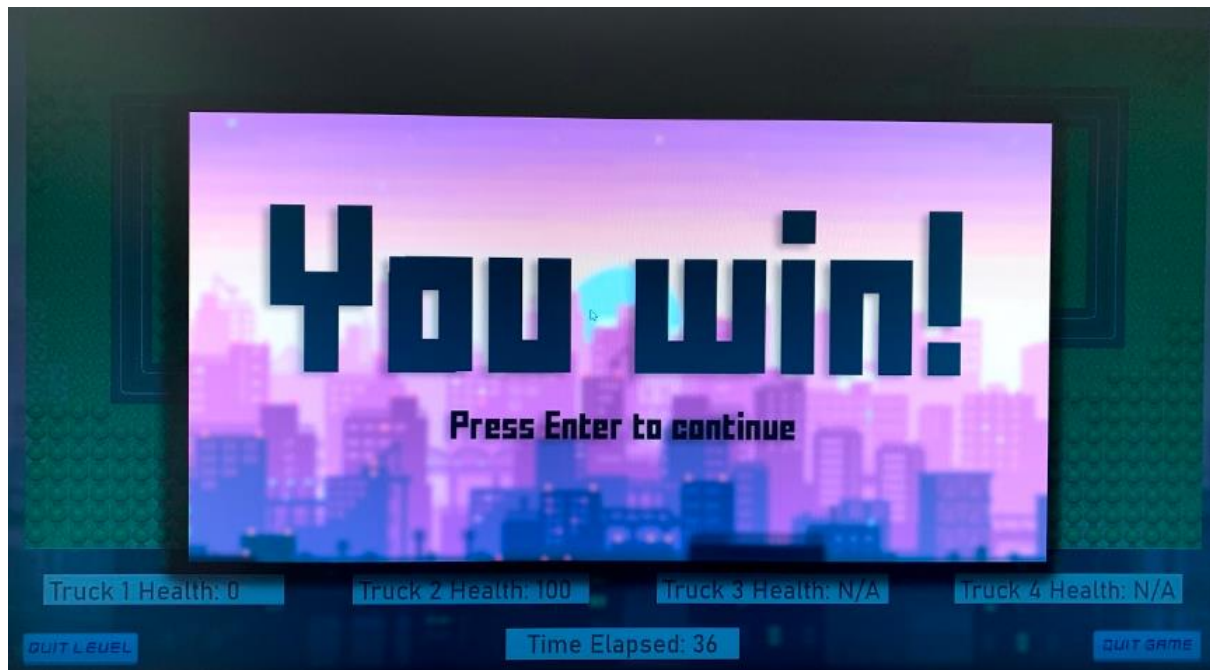 You win!
Press Enter to continue
Truck 1 Health: 0
Truck 2 Health: 100
Truck 3 Health: N/A
Truck 4 Health: N/A
QUIT LEVEL
Time Elapsed: 36
QUIT GAME